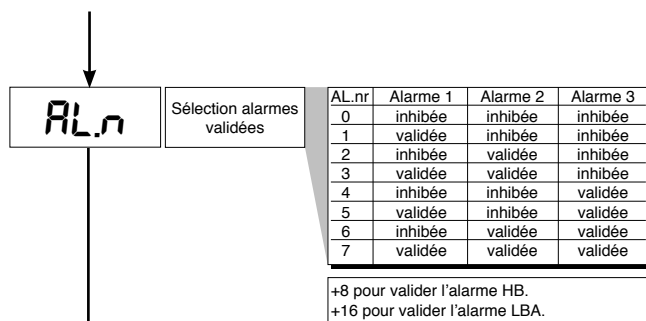 AL.n
Sélection alarmes
validées
AL.nr Alarme 1 Alarme 2 Alarme 3
0 inhibée inhibée inhibée
1 validée inhibée inhibée
2 inhibée validée inhibée
3 validée validée inhibée
4 inhibée inhibée validée
5 validée inhibée validée
6 inhibée validée validée
7 validée validée validée
+8 pour valider l’alarme HB.
+16 pour valider l’alarme LBA.